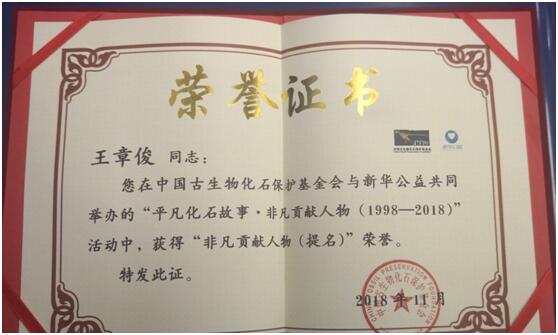 荣誉证书
王章俊 同志：
您在中国古生物化石保护基金会与新华公益共同
举办的“平凡化石故事·非凡贡献人物（1998—2018）”
活动中，获得“非凡贡献人物（提名）”荣誉。
特发此证。
2018年11月